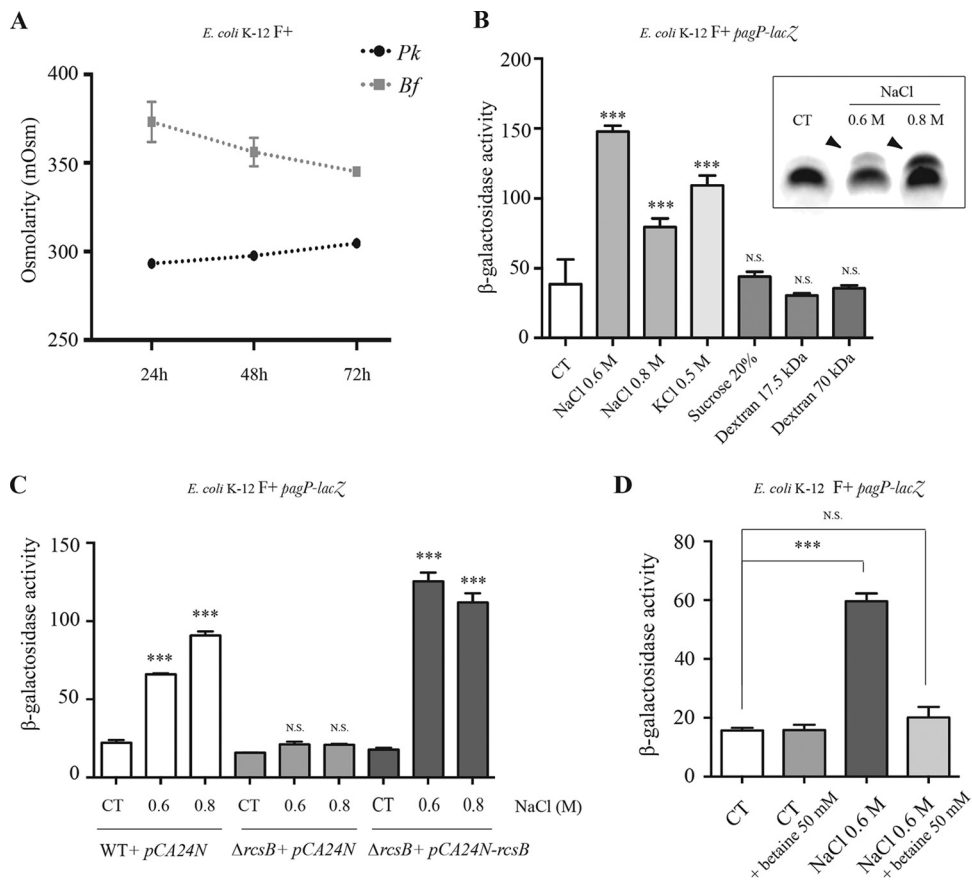 A
E. coli K-12 F+
Pk
Bf
Osmolarity (mOsm)
400
350
300
250
24h
48h
72h
B
E. coli K-12 F+ pagP-lacZ
β-galactosidase activity
200
150
100
50
0
***
***
***
N.S.
N.S.
N.S.
CT
NaCl 0.6 M
NaCl 0.8 M
KCl 0.5 M
Sucrose 20%
Dextran 17.5 kDa
Dextran 70 kDa
NaCl
CT 0.6 M 0.8 M
C
E. coli K-12 F+ pagP-lacZ
β-galactosidase activity
150
100
50
0
***
***
N.S.
N.S.
***
***
CT 0.6 0.8 CT 0.6 0.8 CT 0.6 0.8 NaCl (M)
WT+ pCA24N
ΔrcsB+ pCA24N
ΔrcsB+ pCA24N-rcsB
D
E. coli K-12 F+ pagP-lacZ
β-galactosidase activity
N.S.
***
80
60
40
20
0
CT
CT
+ betaine 50 mM
NaCl 0.6 M
NaCl 0.6 M
+ betaine 50 mM